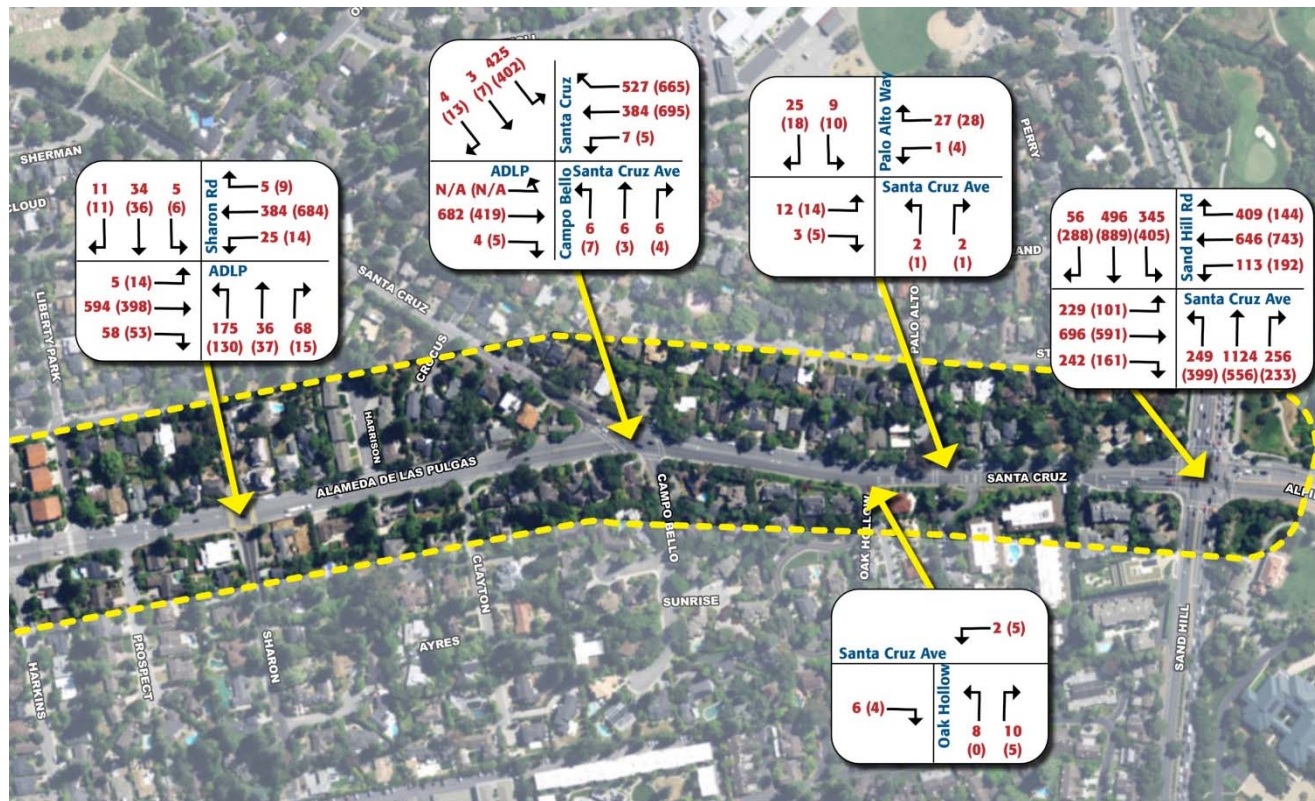 SHERMAN
CLOUD
LIBERTY PARK
SANTA CRUZ
CROCUS
HARRISON
ALAMEDA DE LAS PULGAS
CAMPO BELLO
PERRY
PALO ALTO
SANTA CRUZ
OAK HOLLOW
SAND HILL
CLAYTON
SUNRISE
AYRES
SHARON
PROSPECT
HARKINS
11 34 5
(11) (36) (6)
Sharon Rd
5 (9)
384 (684)
25 (14)
ADLP
5 (14)
594 (398)
58 (53)
175 36 68
(130) (37) (15)
4 3 425
(13) (7) (402)
Santa Cruz
527 (665)
384 (695)
7 (5)
ADLP
Santa Cruz Ave
N/A (N/A
682 (419)
4 (5)
Campo Bello
6 6 6
(7) (3) (4)
25 9
(18) (10)
Palo Alto Way
27 (28)
1 (4)
Santa Cruz Ave
12 (14)
3 (5)
2 2
(1) (1)
56 496 345
(288) (889) (405)
Sand Hill Rd
409 (144)
646 (743)
113 (192)
Santa Cruz Ave
229 (101)
696 (591)
242 (161)
249 1124 256
(399) (556) (233)
2 (5)
Santa Cruz Ave
6 (4)
Oak Hollow
8 10
(0) (5)